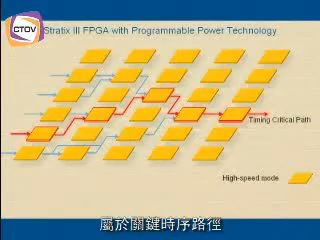 CTOV
Stratix III FPGA with Programmable Power Technology
Timing Critical Path
High-speed mode
屬於關鍵時序路徑